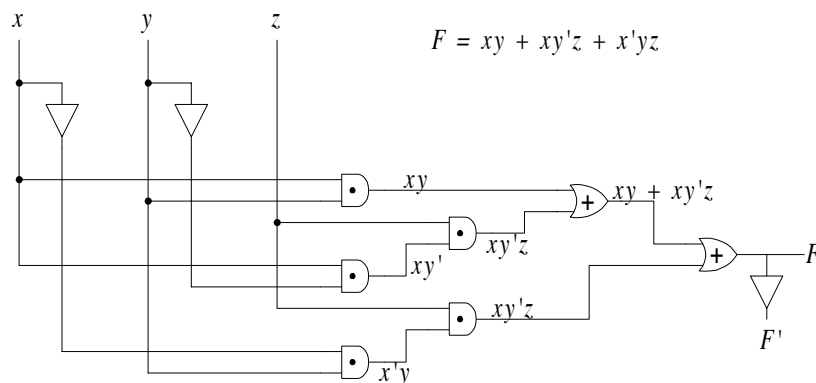 x y z
F = xy + xy'z + x'yz
xy
xy + xy'z
+
xy'z
xy'
+
F
xy'z
F'
x'y